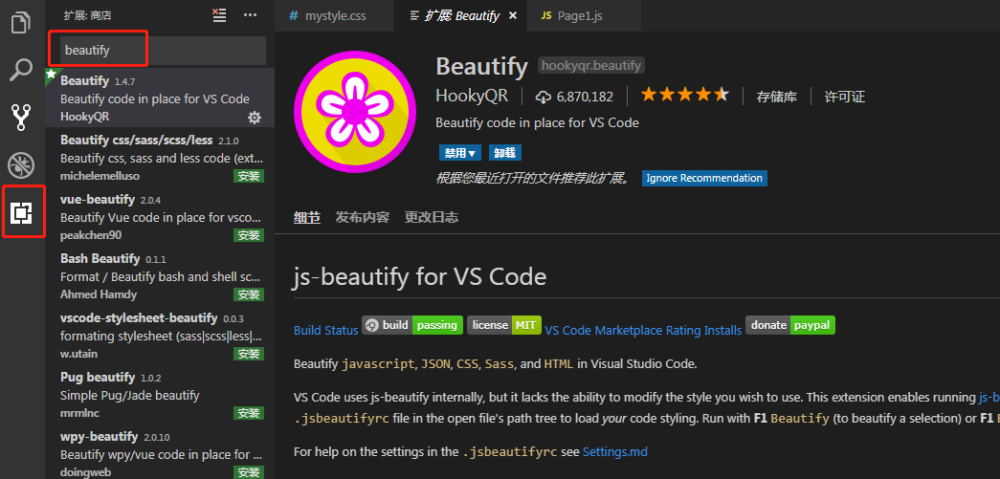 扩展: 商店
beautify
Beautify 1.4.7
Beautify code in place for VS Code
HookyQR
Beautify css/sass/scss/less 2.1.0
Beautify css, sass and less code (ext...
michelemelluso 安装
vue-beautify 2.0.4
Beautify Vue code in place for vsco...
peakchen90 安装
Bash Beautify 0.1.1
Format / Beautify bash and shell sc...
Ahmed Hamdy 安装
vscode-stylesheet-beautify 0.0.3
formating stylesheet (sass|scss|less|...
w.utain 安装
Pug beautify 1.0.2
Simple Pug/Jade beautify
mrmlnc 安装
wpy-beautify 2.0.10
Beautify wpy/vue code in place for ...
doingweb 安装
# mystyle.css
扩展: Beautify ×
JS Page1.js
Beautify hookyqr.beautify
HookyQR 6,870,182 存储库 许可证
Beautify code in place for VS Code
禁用▼ 卸载
根据您最近打开的文件推荐此扩展。 Ignore Recommendation
细节 发布内容 更改日志
js-beautify for VS Code
Build Status build passing license MIT VS Code Marketplace Rating Installs donate paypal
Beautify javascript, JSON, CSS, Sass, and HTML in Visual Studio Code.
VS Code uses js-beautify internally, but it lacks the ability to modify the style you wish to use. This extension enables running js-b
.jsbeautifyrc file in the open file's path tree to load your code styling. Run with F1 Beautify (to beautify a selection) or F1
For help on the settings in the .jsbeautifyrc see Settings.md